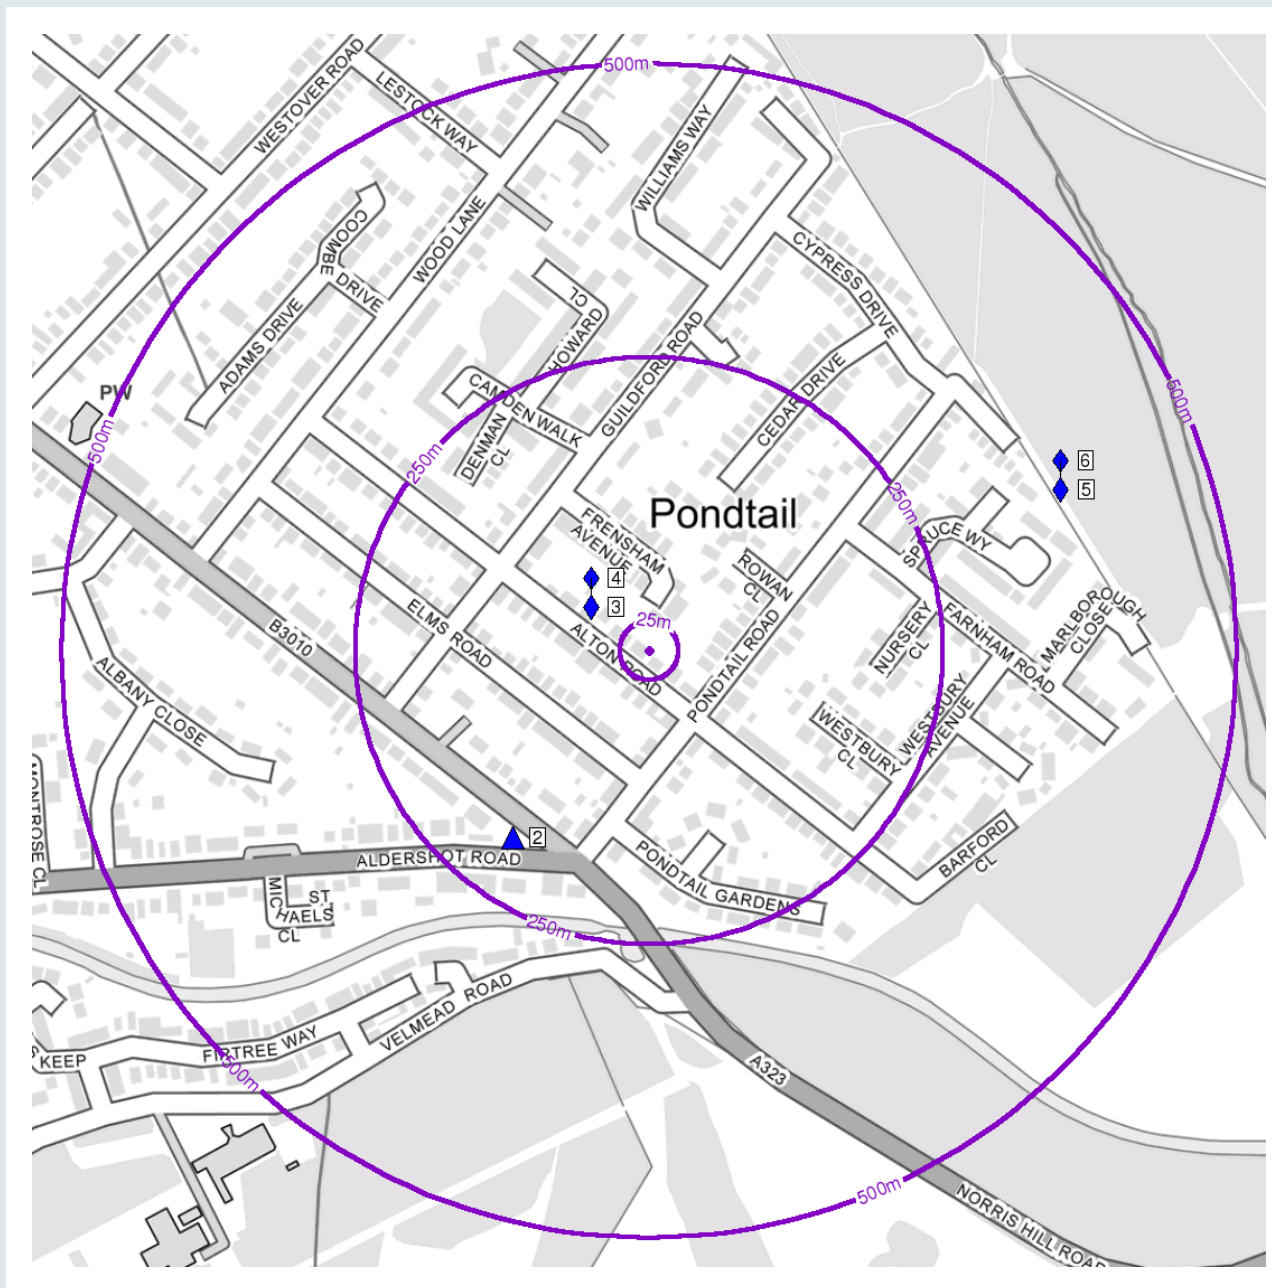 500m
WESTOVER ROAD
LESTOCK WAY
WILLIAMS WAY
WOOD LANE
COOMBE
DRIVE
CYPRESS DRIVE
ADAMS DRIVE
HOWARD
CL
GUILDFORD ROAD
PW
500m
CAMDEN WALK
CEDAR DRIVE
500m
DENMAN
CL
250m
6
5
250m
Pondtail
FRENSHAM
AVENUE
SPRUCE WY
ROWAN
CL
4
3
25m
ELMS ROAD
ALTON ROAD
B3010
PONDTAIL ROAD
NURSERY
CL
FARNHAM ROAD
MARLBOROUGH
CLOSE
ALBANY CLOSE
WESTBURY
CL
WESTBURY
AVENUE
MONTROSE CL
2
ALDERSHOT ROAD
BARFORD
CL
PONDTAIL GARDENS
MICHAELS
ST
CL
250m
VELMEAD ROAD
FIRTREE WAY
KEEP
500m
A323
500m
NORRIS HILL ROAD